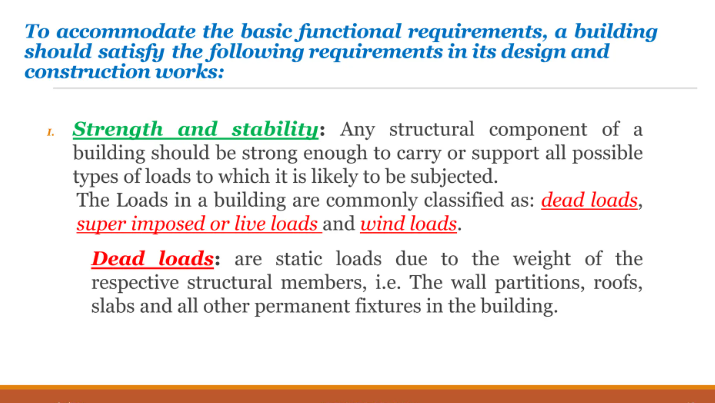 To accommodate the basic functional requirements, a building
should satisfy the following requirements in its design and
construction works:
I. Strength and stability: Any structural component of a
building should be strong enough to carry or support all possible
types of loads to which it is likely to be subjected.
The Loads in a building are commonly classified as: dead loads,
super imposed or live loads and wind loads.
Dead loads: are static loads due to the weight of the
respective structural members, i.e. The wall partitions, roofs,
slabs and all other permanent fixtures in the building.